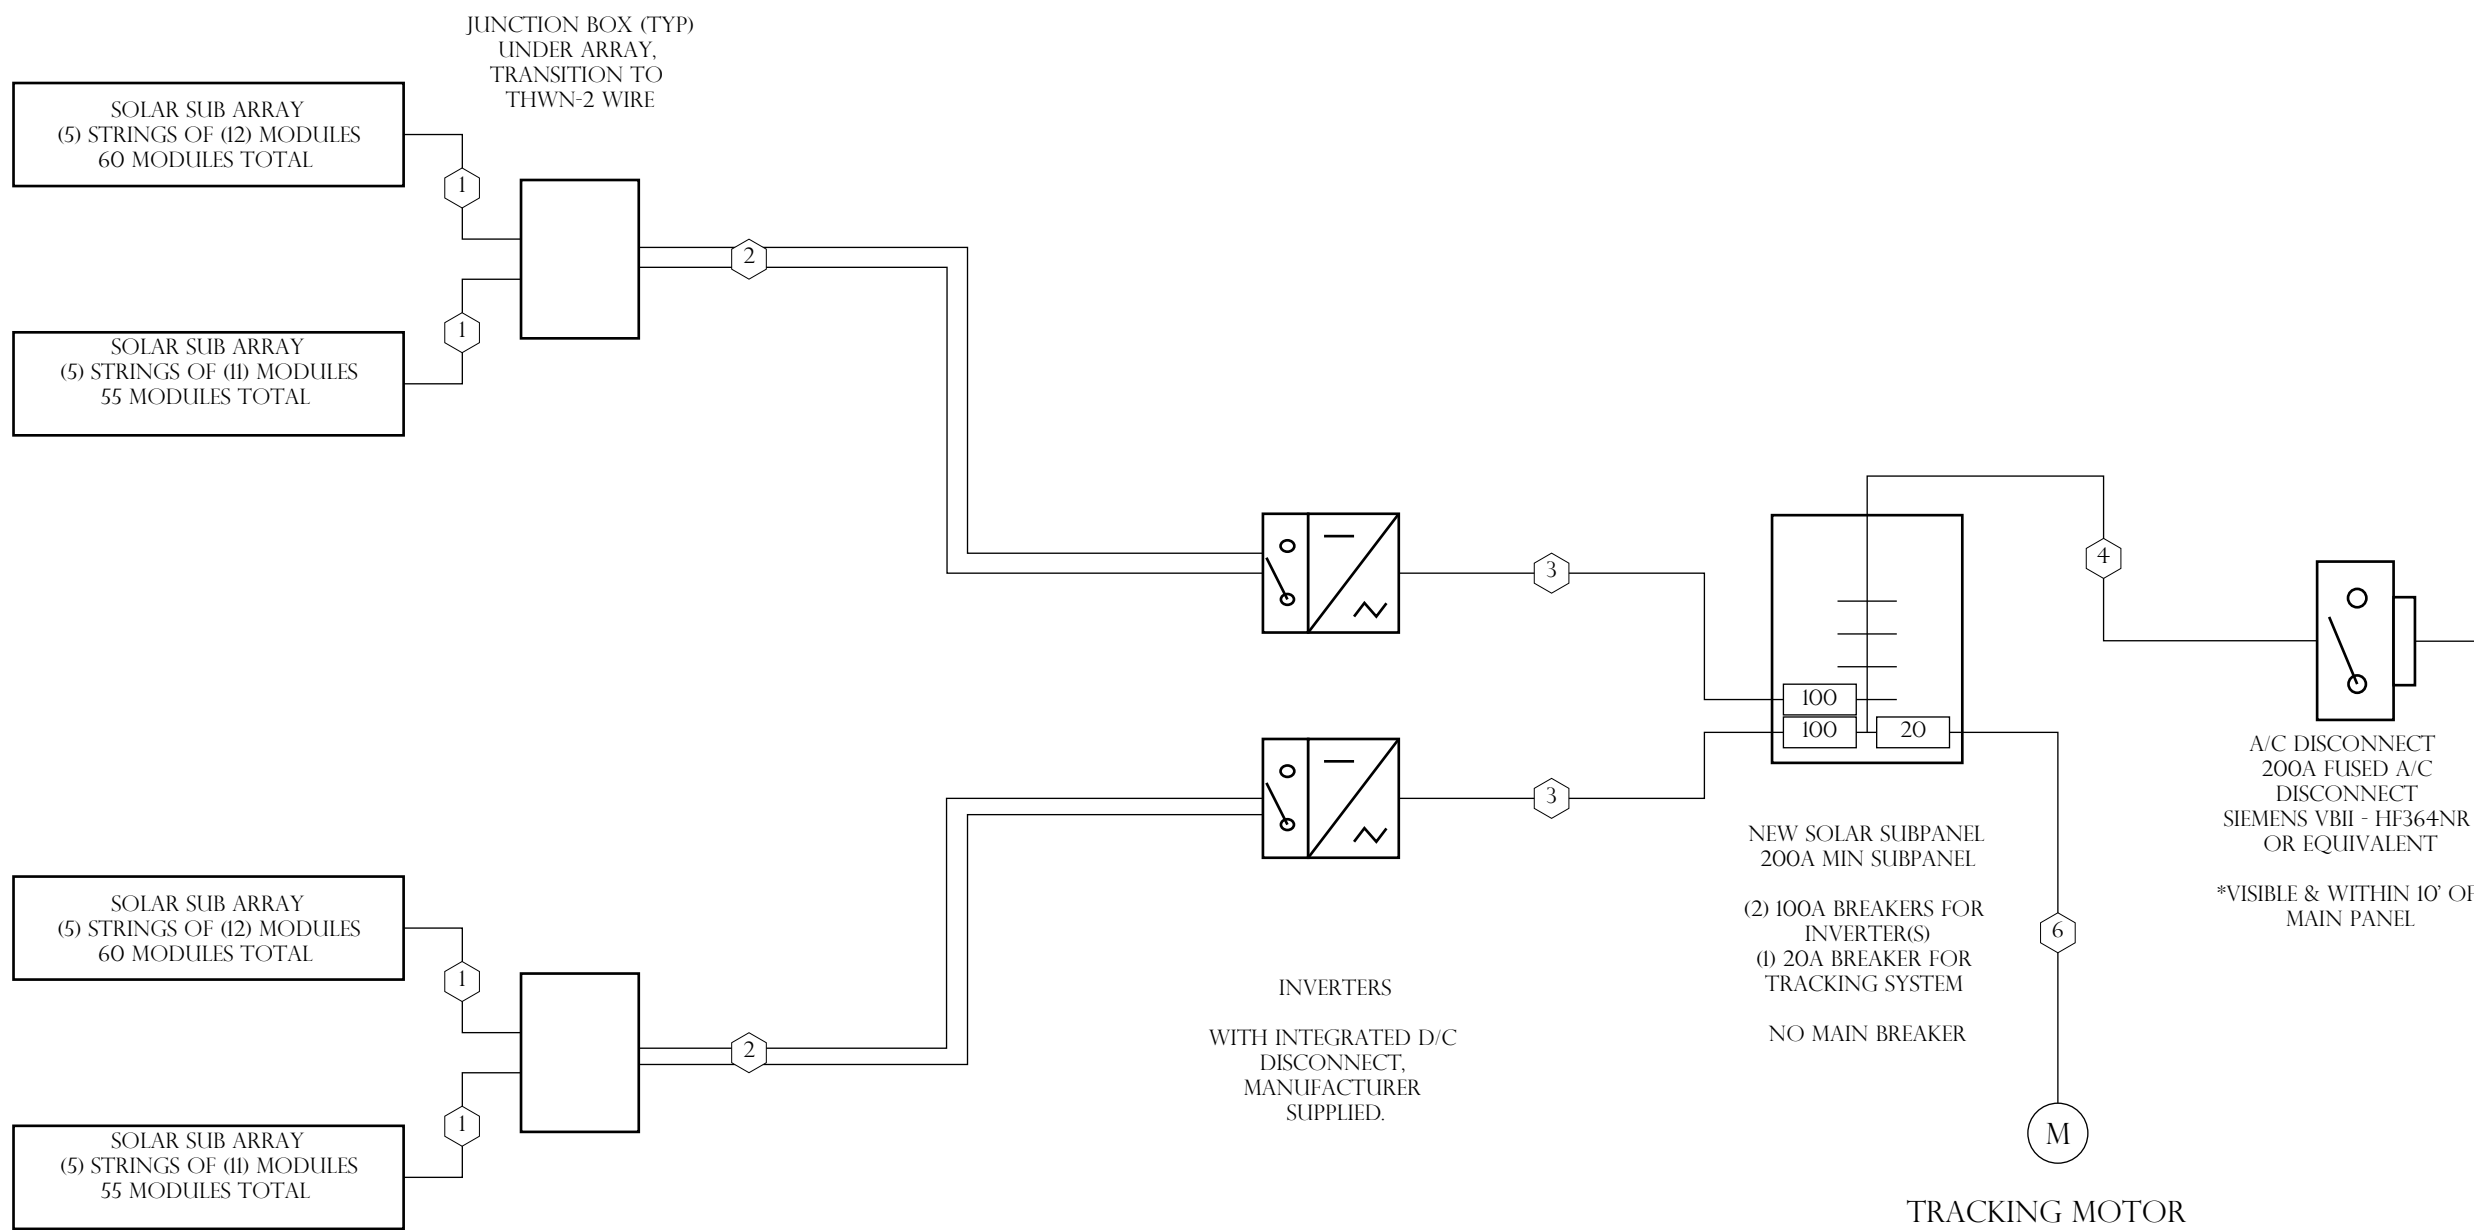 JUNCTION BOX (TYP)
UNDER ARRAY,
TRANSITION TO
THWN-2 WIRE
SOLAR SUB ARRAY
(5) STRINGS OF (12) MODULES
60 MODULES TOTAL
1
2
1
SOLAR SUB ARRAY
(5) STRINGS OF (11) MODULES
55 MODULES TOTAL
3
4
100
100
20
3
A/C DISCONNECT
200A FUSED A/C
DISCONNECT
SIEMENS VBII - HF364NR
OR EQUIVALENT
*VISIBLE & WITHIN 10' OF
MAIN PANEL
NEW SOLAR SUBPANEL
200A MIN SUBPANEL
(2) 100A BREAKERS FOR
INVERTER(S)
(1) 20A BREAKER FOR
TRACKING SYSTEM
NO MAIN BREAKER
6
SOLAR SUB ARRAY
(5) STRINGS OF (12) MODULES
60 MODULES TOTAL
1
2
1
INVERTERS
WITH INTEGRATED D/C
DISCONNECT,
MANUFACTURER
SUPPLIED.
SOLAR SUB ARRAY
(5) STRINGS OF (11) MODULES
55 MODULES TOTAL
M
TRACKING MOTOR